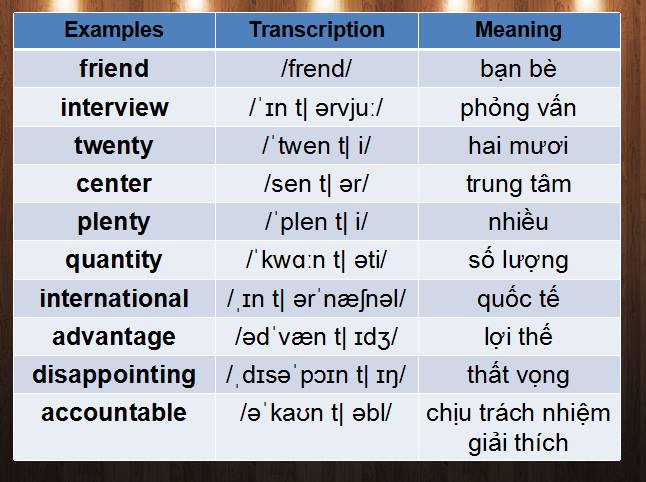 Examples Transcription Meaning
friend /frend/ bạn bè
interview /ˈɪn t| ərvjuː/ phỏng vấn
twenty /ˈtwen t| i/ hai mươi
center /sen t| ər/ trung tâm
plenty /ˈplen t| i/ nhiều
quantity /ˈkwɑːn t| əti/ số lượng
international /ˌɪn t| ərˈnæʃnəl/ quốc tế
advantage /ədˈvæn t| ɪdʒ/ lợi thế
disappointing /ˌdɪsəˈpɔɪn t| ɪŋ/ thất vọng
accountable /əˈkaʊn t| əbl/ chịu trách nhiệm
giải thích